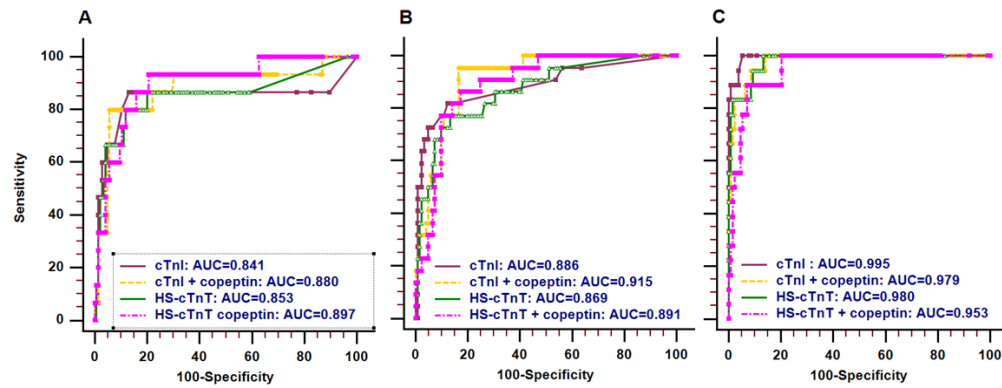 A
B
C
Sensitivity
100
80
60
40
20
0
cTnI: AUC=0.841
cTnI + copeptin: AUC=0.880
HS-cTnT: AUC=0.853
HS-cTnT copeptin: AUC=0.897
0 20 40 60 80 100
100-Specificity
100
80
60
40
20
0
cTnI: AUC=0.886
cTnI + copeptin: AUC=0.915
HS-cTnT: AUC=0.869
HS-cTnT + copeptin: AUC=0.891
0 20 40 60 80 100
100-Specificity
100
80
60
40
20
0
cTnI : AUC=0.995
cTnI + copeptin: AUC=0.979
HS-cTnT: AUC=0.980
HS-cTnT + copeptin: AUC=0.953
0 20 40 60 80 100
100-Specificity